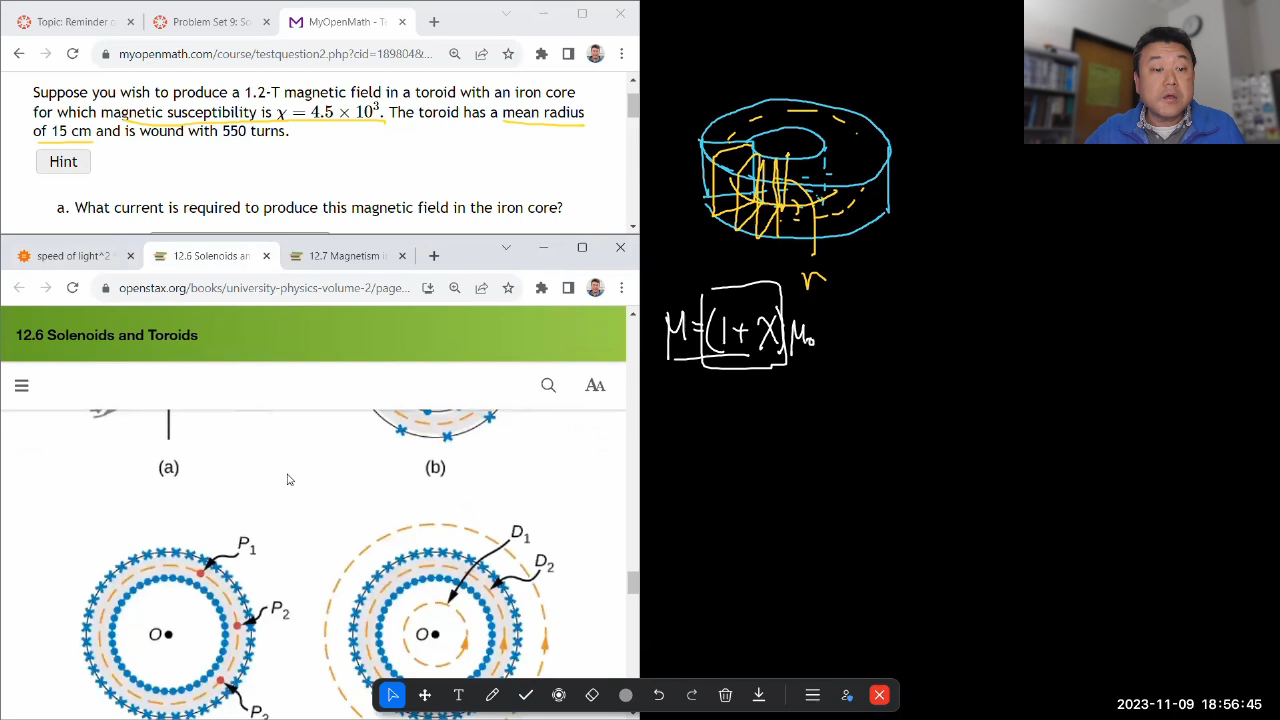 Topic: Reminder o
Problem Set 9: So
MyOpenMath - Te
myopenmath.com/course/testquestion2.php?cid=189804&...
Suppose you wish to produce a 1.2-T magnetic field in a toroid with an iron core
for which magnetic susceptibility is χ = 4.5 × 10³. The toroid has a mean radius
of 15 cm and is wound with 550 turns.
Hint
a. What current is required to produce this magnetic field in the iron core?
speed of light^2
12.6 Solenoids an
12.7 Magnetism i
openstax.org/books/university-physics-volume-2/page...
12.6 Solenoids and Toroids
AA
(a)
(b)
P₁
P₂
P₃
O
D₁
D₂
O
r
μ=(1+χ)μ₀
T
2023-11-09 18:56:45